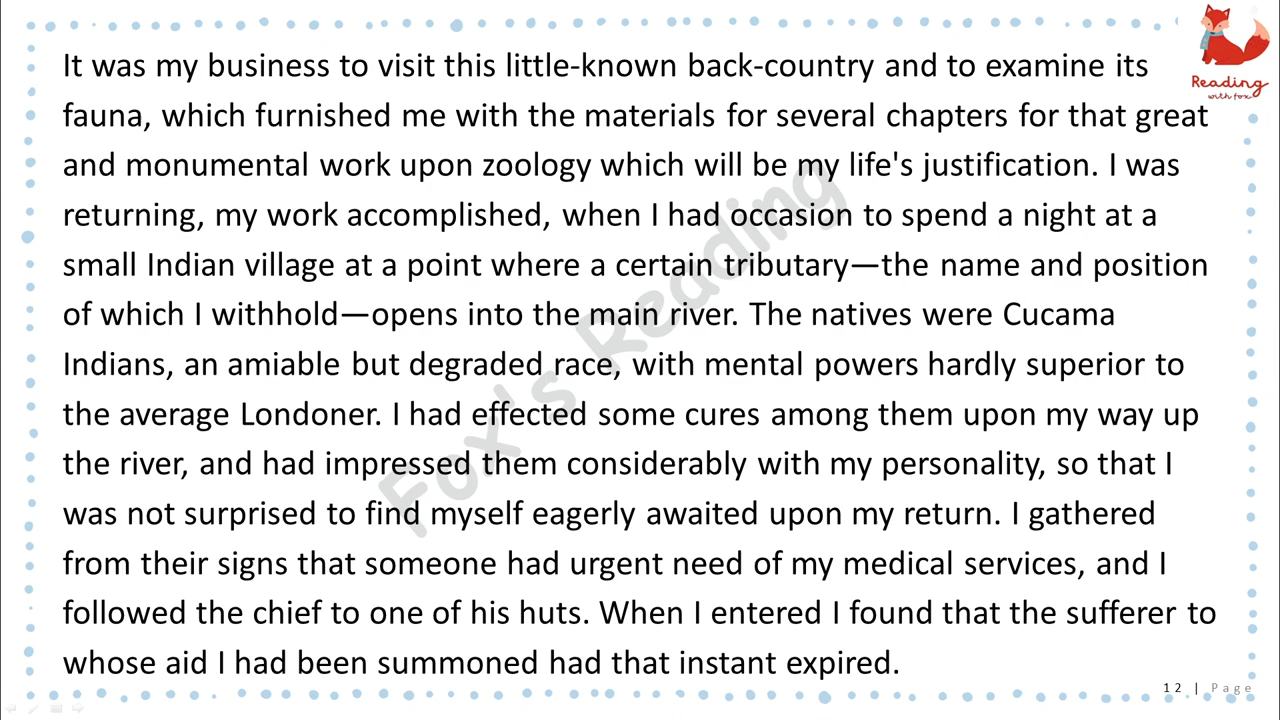 It was my business to visit this little-known back-country and to examine its
fauna, which furnished me with the materials for several chapters for that great
and monumental work upon zoology which will be my life's justification. I was
returning, my work accomplished, when I had occasion to spend a night at a
small Indian village at a point where a certain tributary—the name and position
of which I withhold—opens into the main river. The natives were Cucama
Indians, an amiable but degraded race, with mental powers hardly superior to
the average Londoner. I had effected some cures among them upon my way up
the river, and had impressed them considerably with my personality, so that I
was not surprised to find myself eagerly awaited upon my return. I gathered
from their signs that someone had urgent need of my medical services, and I
followed the chief to one of his huts. When I entered I found that the sufferer to
whose aid I had been summoned had that instant expired.
Reading
with fox
Fox's Reading
12 | Page